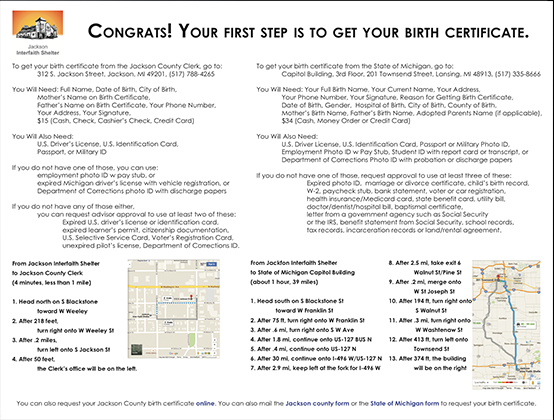 CONGRATS! YOUR FIRST STEP IS TO GET YOUR BIRTH CERTIFICATE.
Jackson
Interfaith Shelter
To get your birth certificate from the Jackson County Clerk, go to:
312 S. Jackson Street, Jackson, MI 49201, (517) 788-4265
You Will Need: Full Name, Date of Birth, City of Birth,
Mother's Name on Birth Certificate,
Father's Name on Birth Certificate, Your Phone Number,
Your Address, Your Signature,
$15 (Cash, Check, Cashier's Check, Credit Card)
You Will Also Need:
U.S. Driver's License, U.S. Identification Card,
Passport, or Military ID
If you do not have one of those, you can use:
employment photo ID w pay stub, or
expired Michigan driver's license with vehicle registration, or
Department of Corrections photo ID with discharge papers
If you do not have any of those either,
you can request advisor approval to use at least two of these:
Expired U.S. driver's license or identification card,
expired learner's permit, citizenship documentation,
U.S. Selective Service Card, Voter's Registration Card,
unexpired pilot's license, Department of Corrections ID.
To get your birth certificate from the State of Michigan, go to:
Capitol Building, 3rd Floor, 201 Townsend Street, Lansing, MI 48913, (517) 335-8666
You Will Need: Your Full Birth Name, Your Current Name, Your Address,
Your Phone Number, Your Signature, Reason for Getting Birth Certificate,
Date of Birth, Gender, Hospital of Birth, City of Birth, County of Birth,
Mother's Birth Name, Father's Birth Name, Adopted Parents Name (if applicable),
$34 (Cash, Money Order or Credit Card)
You Will Also Need:
U.S. Driver License, U.S. Identification Card, Passport or Military Photo ID,
Employment Photo ID w Pay Stub, Student ID with report card or transcript, or
Department of Corrections Photo ID with probation or discharge papers
If you do not have one of those, request approval to use at least three of these:
Expired photo ID, marriage or divorce certificate, child's birth record,
W-2, paycheck stub, bank statement, voter or car registration,
health insurance/Medicard card, state benefit card, utility bill,
doctor/dentist/hospital bill, baptismal certificate,
letter from a government agency such as Social Security
or the IRS, benefit statement from Social Security, school records,
tax records, incarceration records or land/rental agreement.
From Jackson Interfaith Shelter
to Jackson County Clerk
(4 minutes, less than 1 mile)
1. Head north on S Blackstone
toward W Weeley
2. After 218 feet,
turn right onto W Weeley St
3. After .2 miles,
turn left onto S Jackson St
4. After 50 feet,
the Clerk's office will be on the left.
From Jackton Interfaith Shelter
to State of Michigan Capitol Building
(about 1 hour, 39 miles)
1. Head south on S Blackstone St
toward W Franklin St
2. After 75 ft, turn right onto W Franklin St
3. After .6 mi, turn right onto S W Ave
4. After 1.8 mi, continue onto US-127 BUS N
5. After .4 mi, continue onto US-127 N
6. After 30 mi, continue onto I-496 W/US-127 N
7. After 2.9 mi, keep left at the fork for I-496 W
8. After 2.5 mi, take exit 6
Walnut St/Pine St
9. After .2 mi, merge onto
W St Joseph St
10. After 194 ft, turn right onto
S Walnut St
11. After .3 mi, turn right onto
W Washtenaw St
12. After 413 ft, turn left onto
Townsend St
13. After 374 ft, the building
will be on the right
You can also request your Jackson County birth certificate online. You can also mail the Jackson county form or the State of Michigan form to request your birth certificate.